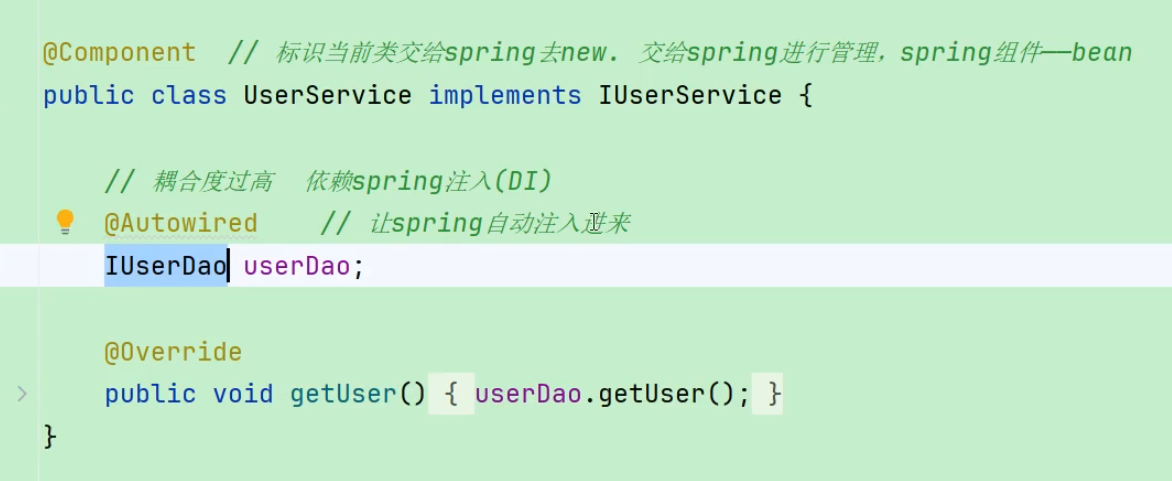 @Component  // 标识当前类交给spring去new. 交给spring进行管理，spring组件——bean
public class UserService implements IUserService {
// 耦合度过高  依赖spring注入(DI)
@Autowired    // 让spring自动注入进来
IUserDao userDao;
@Override
public void getUser() { userDao.getUser(); }
}